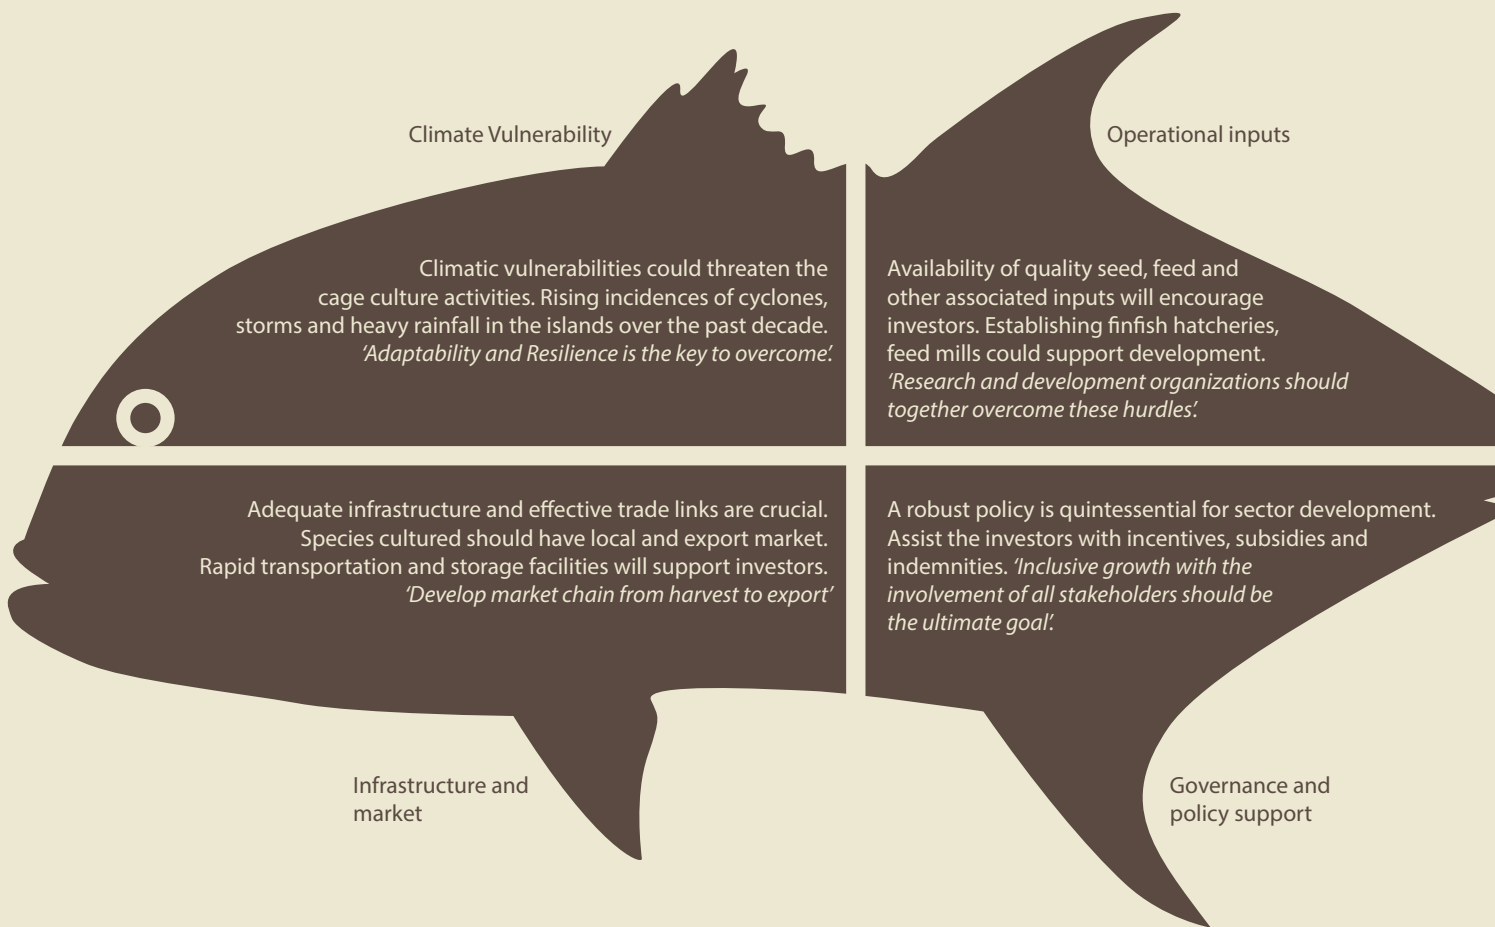 Climate Vulnerability
Climatic vulnerabilities could threaten the
cage culture activities. Rising incidences of cyclones,
storms and heavy rainfall in the islands over the past decade.
‘Adaptability and Resilience is the key to overcome’.
Operational inputs
Availability of quality seed, feed and
other associated inputs will encourage
investors. Establishing finfish hatcheries,
feed mills could support development.
‘Research and development organizations should
together overcome these hurdles’.
Adequate infrastructure and effective trade links are crucial.
Species cultured should have local and export market.
Rapid transportation and storage facilities will support investors.
‘Develop market chain from harvest to export’
Infrastructure and
market
A robust policy is quintessential for sector development.
Assist the investors with incentives, subsidies and
indemnities. ‘Inclusive growth with the
involvement of all stakeholders should be
the ultimate goal’.
Governance and
policy support